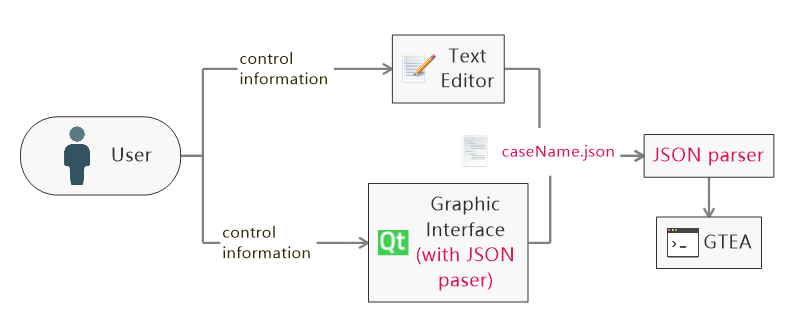 control
information
Text
Editor
User
caseName.json
JSON parser
control
information
Qt
Graphic
Interface
(with JSON
paser)
GTEA